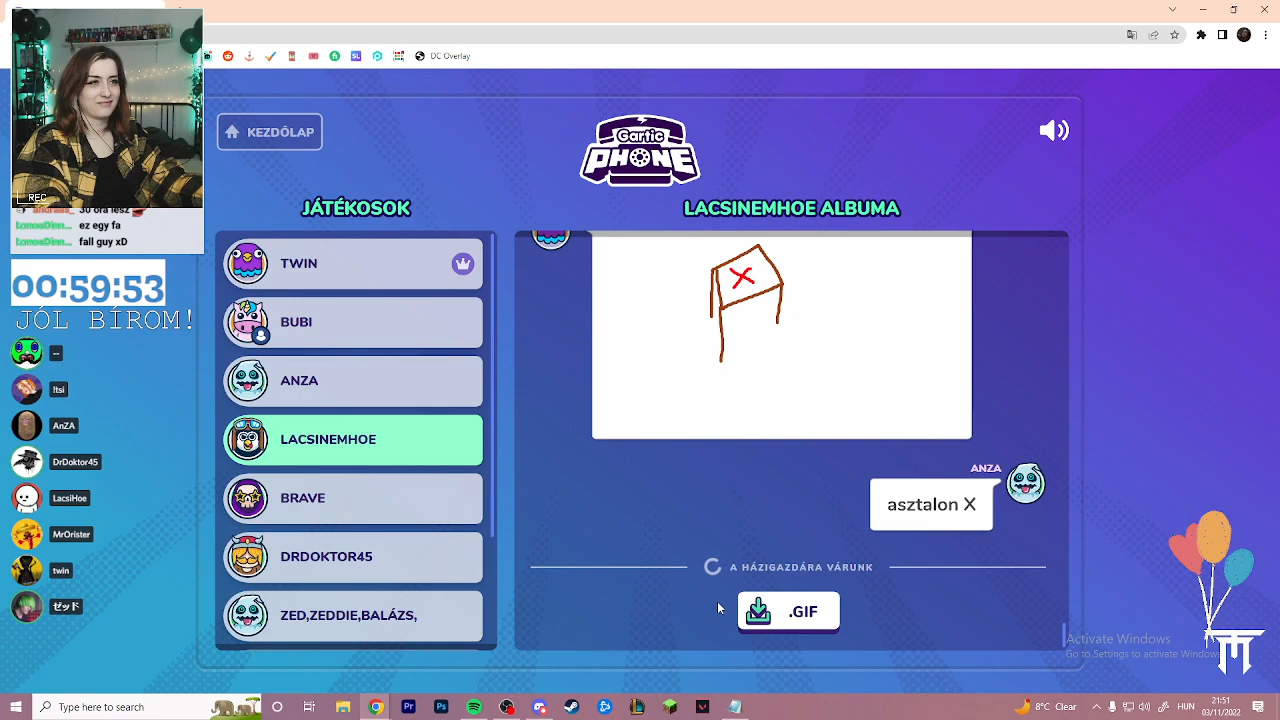 DC Overlay
REC
30 óra lesz
ez egy fa
fall guy xD
00:59:53
JÓL BÍROM!
--
!tsi
AnZA
DrDoktor45
LacsiHoe
MrOrister
twin
ゼッド
KEZDŐLAP
Gartic
PHONE
JÁTÉKOSOK
LACSINEMHOE ALBUMA
TWIN
BUBI
ANZA
LACSINEMHOE
BRAVE
DRDOKTOR45
ZED,ZEDDIE,BALÁZS,
X
ANZA
asztalon X
A HÁZIGAZDÁRA VÁRUNK
.GIF
Activate Windows
Go to Settings to activate Windows
Type here to search
8°C Clear
21:51
03/11/2022